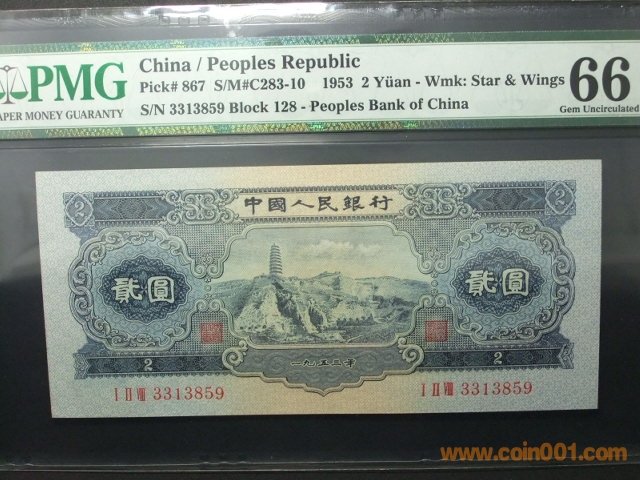 PMG
PAPER MONEY GUARANTY
China / Peoples Republic
Pick# 867 S/M#C283-10 1953 2 Yüan - Wmk: Star & Wings
S/N 3313859 Block 128 - Peoples Bank of China
66
Gem Uncirculated
中國人民銀行
2
2
貳圓
貳圓
一九五三年
2
2
I II VIII 3313859
I II VIII 3313859
www.coin001.com